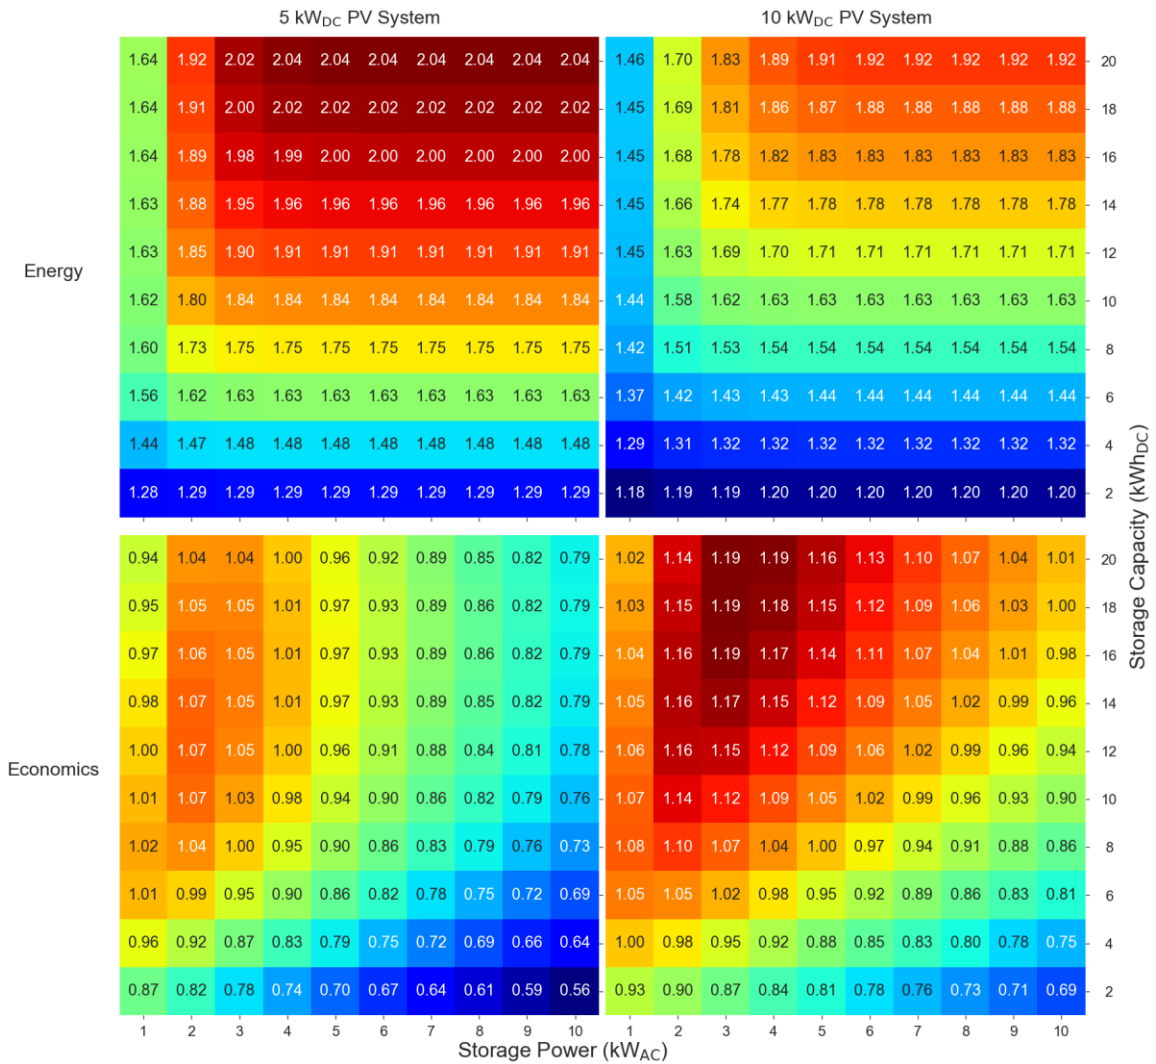 5 kW_DC PV System 10 kW_DC PV System
1.64 1.92 2.02 2.04 2.04 2.04 2.04 2.04 2.04 2.04 1.46 1.70 1.83 1.89 1.91 1.92 1.92 1.92 1.92 1.92 20
1.64 1.91 2.00 2.02 2.02 2.02 2.02 2.02 2.02 2.02 1.45 1.69 1.81 1.86 1.87 1.88 1.88 1.88 1.88 1.88 18
1.64 1.89 1.98 1.99 2.00 2.00 2.00 2.00 2.00 2.00 1.45 1.68 1.78 1.82 1.83 1.83 1.83 1.83 1.83 1.83 16
1.63 1.88 1.95 1.96 1.96 1.96 1.96 1.96 1.96 1.96 1.45 1.66 1.74 1.77 1.78 1.78 1.78 1.78 1.78 1.78 14
1.63 1.85 1.90 1.91 1.91 1.91 1.91 1.91 1.91 1.91 1.45 1.63 1.69 1.70 1.71 1.71 1.71 1.71 1.71 1.71 12
Energy
1.62 1.80 1.84 1.84 1.84 1.84 1.84 1.84 1.84 1.84 1.44 1.58 1.62 1.63 1.63 1.63 1.63 1.63 1.63 1.63 10
1.60 1.73 1.75 1.75 1.75 1.75 1.75 1.75 1.75 1.75 1.42 1.51 1.53 1.54 1.54 1.54 1.54 1.54 1.54 1.54 8
1.56 1.62 1.63 1.63 1.63 1.63 1.63 1.63 1.63 1.63 1.37 1.42 1.43 1.43 1.44 1.44 1.44 1.44 1.44 1.44 6
1.44 1.47 1.48 1.48 1.48 1.48 1.48 1.48 1.48 1.48 1.29 1.31 1.32 1.32 1.32 1.32 1.32 1.32 1.32 1.32 4
1.28 1.29 1.29 1.29 1.29 1.29 1.29 1.29 1.29 1.29 1.18 1.19 1.19 1.20 1.20 1.20 1.20 1.20 1.20 1.20 2
0.94 1.04 1.04 1.00 0.96 0.92 0.89 0.85 0.82 0.79 1.02 1.14 1.19 1.19 1.16 1.13 1.10 1.07 1.04 1.01 20
0.95 1.05 1.05 1.01 0.97 0.93 0.89 0.86 0.82 0.79 1.03 1.15 1.19 1.18 1.15 1.12 1.09 1.06 1.03 1.00 18
0.97 1.06 1.05 1.01 0.97 0.93 0.89 0.86 0.82 0.79 1.04 1.16 1.19 1.17 1.14 1.11 1.07 1.04 1.01 0.98 16
0.98 1.07 1.05 1.01 0.97 0.93 0.89 0.85 0.82 0.79 1.05 1.16 1.17 1.15 1.12 1.09 1.05 1.02 0.99 0.96 14
1.00 1.07 1.05 1.00 0.96 0.91 0.88 0.84 0.81 0.78 1.06 1.16 1.15 1.12 1.09 1.06 1.02 0.99 0.96 0.94 12
Economics
1.01 1.07 1.03 0.98 0.94 0.90 0.86 0.82 0.79 0.76 1.07 1.14 1.12 1.09 1.05 1.02 0.99 0.96 0.93 0.90 10
1.02 1.04 1.00 0.95 0.90 0.86 0.83 0.79 0.76 0.73 1.08 1.10 1.07 1.04 1.00 0.97 0.94 0.91 0.88 0.86 8
1.01 0.99 0.95 0.90 0.86 0.82 0.78 0.75 0.72 0.69 1.05 1.05 1.02 0.98 0.95 0.92 0.89 0.86 0.83 0.81 6
0.96 0.92 0.87 0.83 0.79 0.75 0.72 0.69 0.66 0.64 1.00 0.98 0.95 0.92 0.88 0.85 0.83 0.80 0.78 0.75 4
0.87 0.82 0.78 0.74 0.70 0.67 0.64 0.61 0.59 0.56 0.93 0.90 0.87 0.84 0.81 0.78 0.76 0.73 0.71 0.69 2
1 2 3 4 5 6 7 8 9 10 1 2 3 4 5 6 7 8 9 10
Storage Power (kW_AC)
Storage Capacity (kWh_DC)